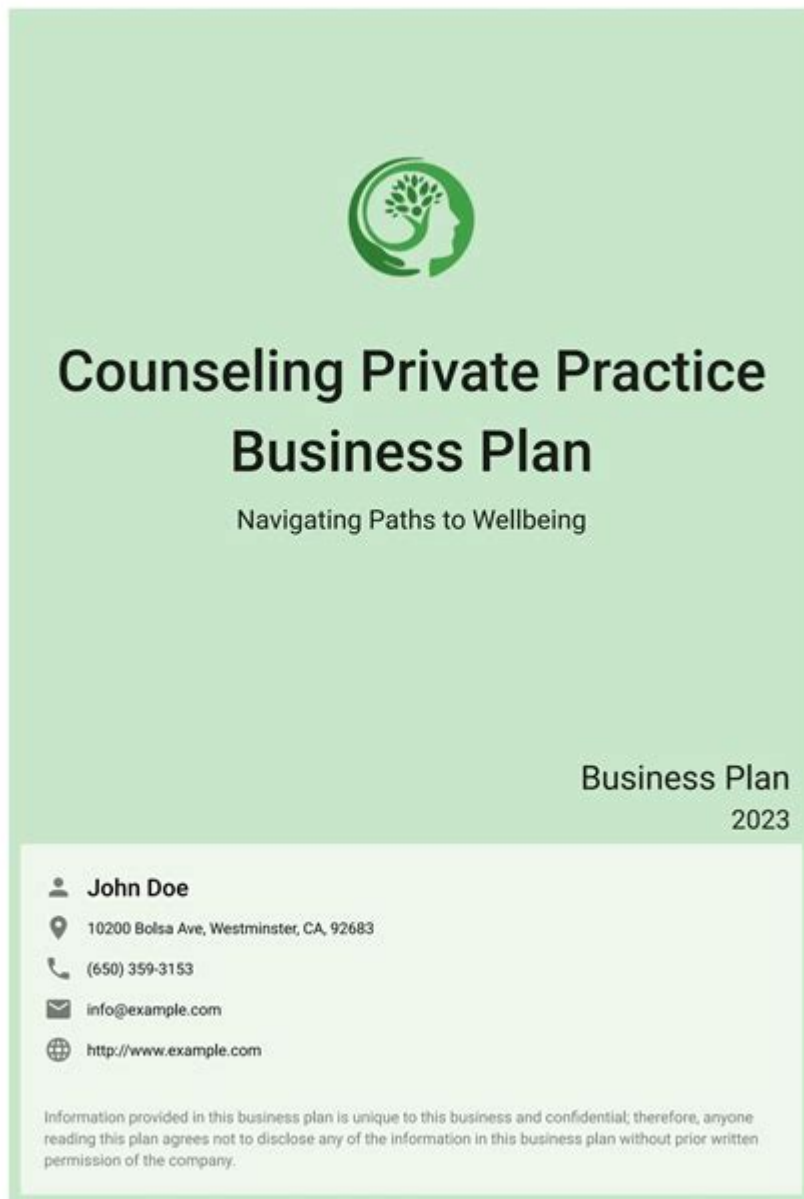 Counseling Private Practice
Business Plan
Navigating Paths to Wellbeing
Business Plan
2023
John Doe
10200 Bolsa Ave, Westminster, CA, 92683
(650) 359-3153
info@example.com
http://www.example.com
Information provided in this business plan is unique to this business and confidential; therefore, anyone
reading this plan agrees not to disclose any of the information in this business plan without prior written
permission of the company.